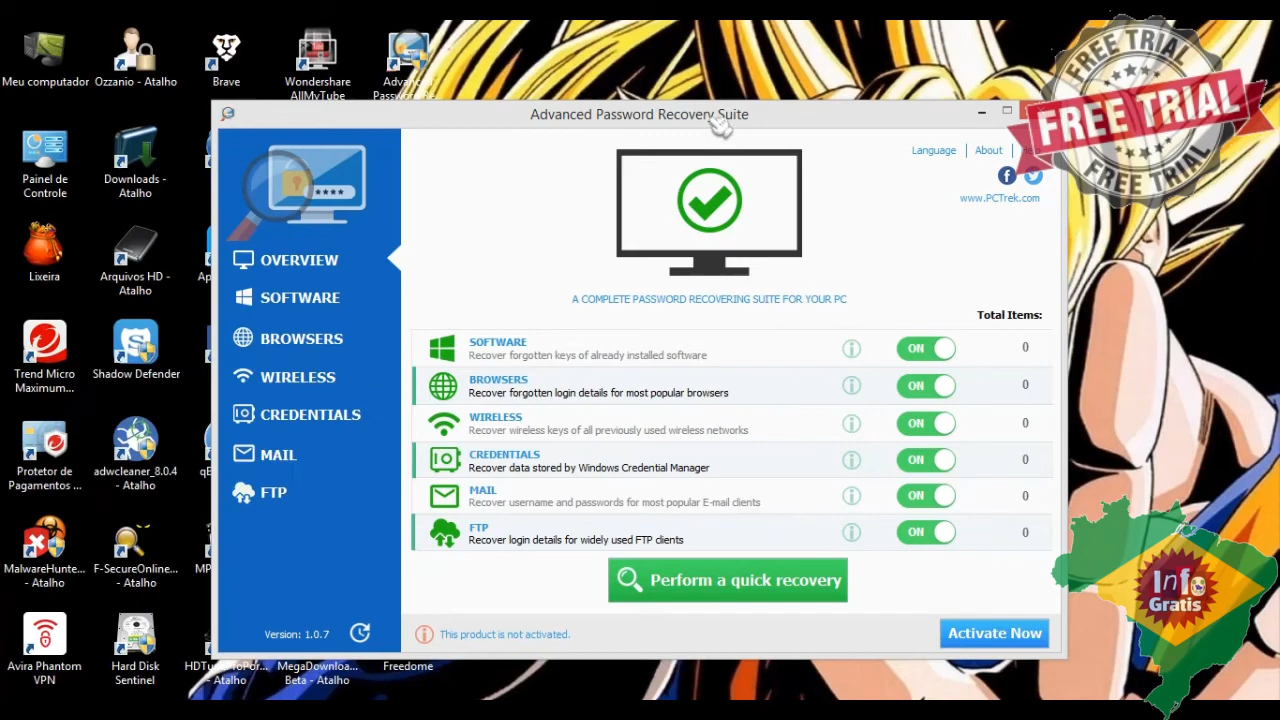 Meu computador
Ozzanio - Atalho
Brave
Wondershare
AllMyTube
Advanced Password Recovery Suite
FREE TRIAL
FREE TRIAL
FREE TRIAL
Language
About
Help
www.PCTrek.com
Painel de
Controle
Downloads -
Atalho
Lixeira
Arquivos HD -
Atalho
Trend Micro
Maximum...
Shadow Defender
Protetor de
Pagamentos ...
adwcleaner_8.0.4
- Atalho
MalwareHunte...
- Atalho
F-SecureOnline...
- Atalho
Avira Phantom
VPN
Hard Disk
Sentinel
- Atalho
MegaDownloa...
Beta - Atalho
Freedome
****
OVERVIEW
SOFTWARE
BROWSERS
WIRELESS
CREDENTIALS
MAIL
FTP
Version: 1.0.7
A COMPLETE PASSWORD RECOVERING SUITE FOR YOUR PC
Total Items:
SOFTWARE
Recover forgotten keys of already installed software
ON
0
BROWSERS
Recover forgotten login details for most popular browsers
ON
0
WIRELESS
Recover wireless keys of all previously used wireless networks
ON
0
CREDENTIALS
Recover data stored by Windows Credential Manager
ON
0
MAIL
Recover username and passwords for most popular E-mail clients
ON
0
FTP
Recover login details for widely used FTP clients
ON
0
Perform a quick recovery
This product is not activated.
Activate Now
Info
Gratis